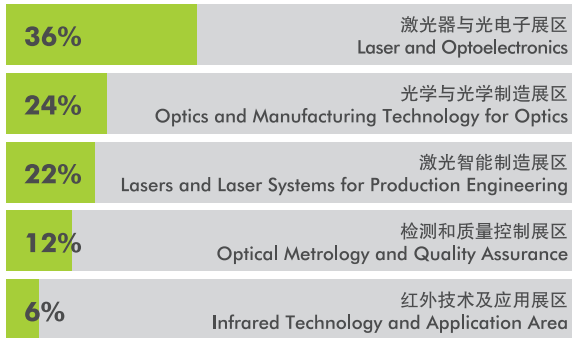 36%
激光器与光电子展区
Laser and Optoelectronics
24%
光学与光学制造展区
Optics and Manufacturing Technology for Optics
22%
激光智能制造展区
Lasers and Laser Systems for Production Engineering
12%
检测和质量控制展区
Optical Metrology and Quality Assurance
6%
红外技术及应用展区
Infrared Technology and Application Area